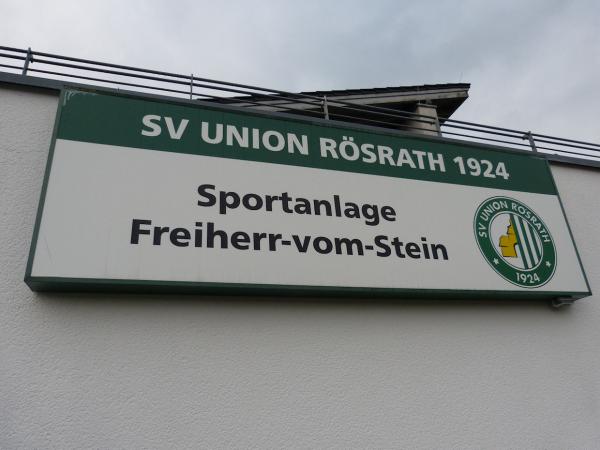 SV UNION RÖSRATH 1924
Sportanlage
Freiherr-vom-Stein
SV UNION RÖSRATH
1924